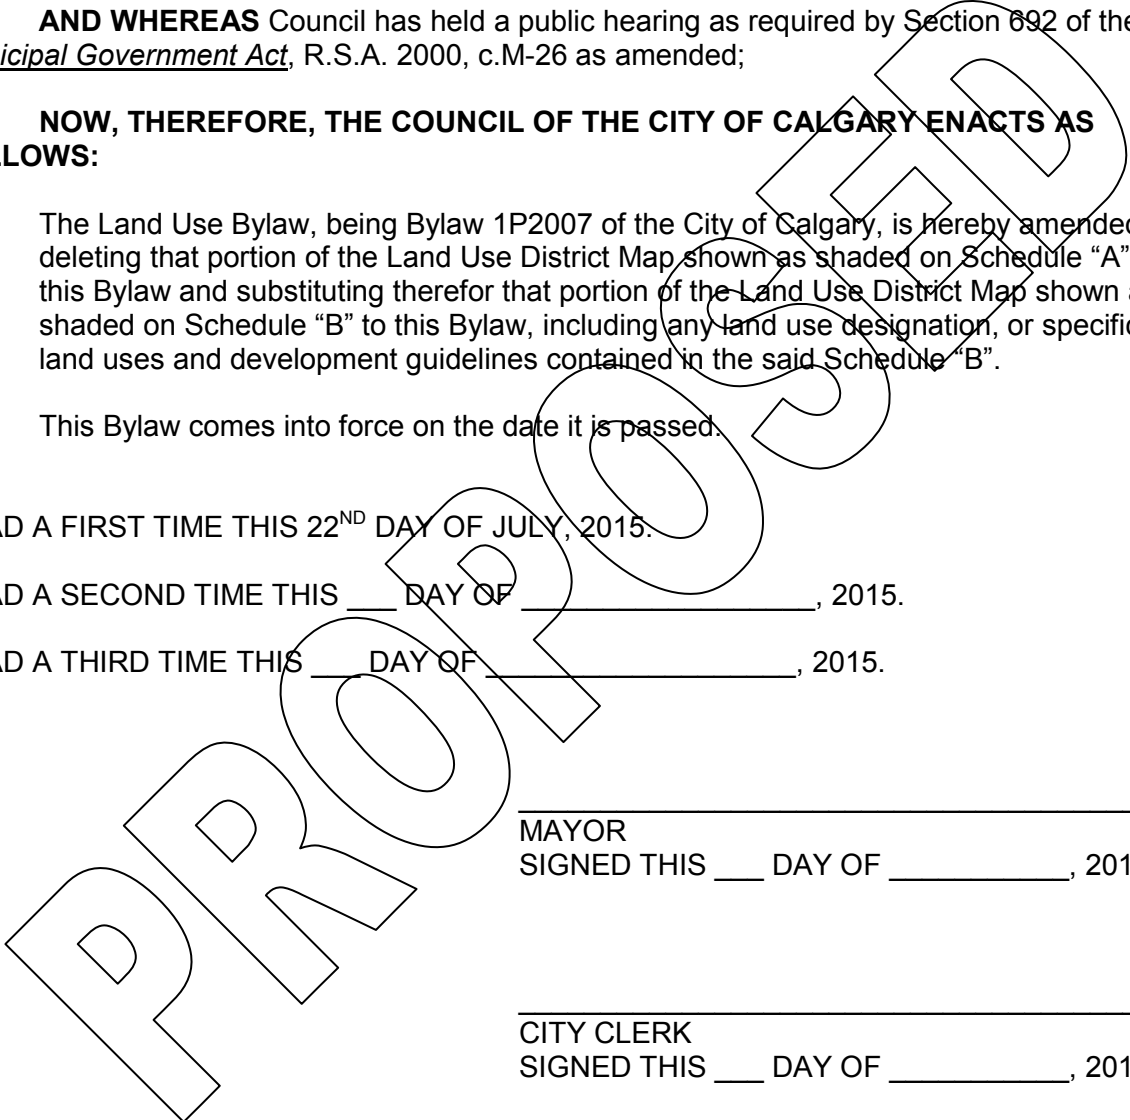 AND WHEREAS Council has held a public hearing as required by Section 692 of the
icipal Government Act, R.S.A. 2000, c.M-26 as amended;
NOW, THEREFORE, THE COUNCIL OF THE CITY OF CALGARY ENACTS AS
LLOWS:
The Land Use Bylaw, being Bylaw 1P2007 of the City of Calgary, is hereby amended
deleting that portion of the Land Use District Map shown as shaded on Schedule “A”
this Bylaw and substituting therefor that portion of the Land Use District Map shown a
shaded on Schedule “B” to this Bylaw, including any land use designation, or specific
land uses and development guidelines contained in the said Schedule “B”.
This Bylaw comes into force on the date it is passed.
AD A FIRST TIME THIS 22ND DAY OF JULY, 2015.
AD A SECOND TIME THIS ___ DAY OF __________________, 2015.
AD A THIRD TIME THIS ___ DAY OF ___________________, 2015.
MAYOR
SIGNED THIS ___ DAY OF ___________, 201
CITY CLERK
SIGNED THIS ___ DAY OF ___________, 201
PROPOSED